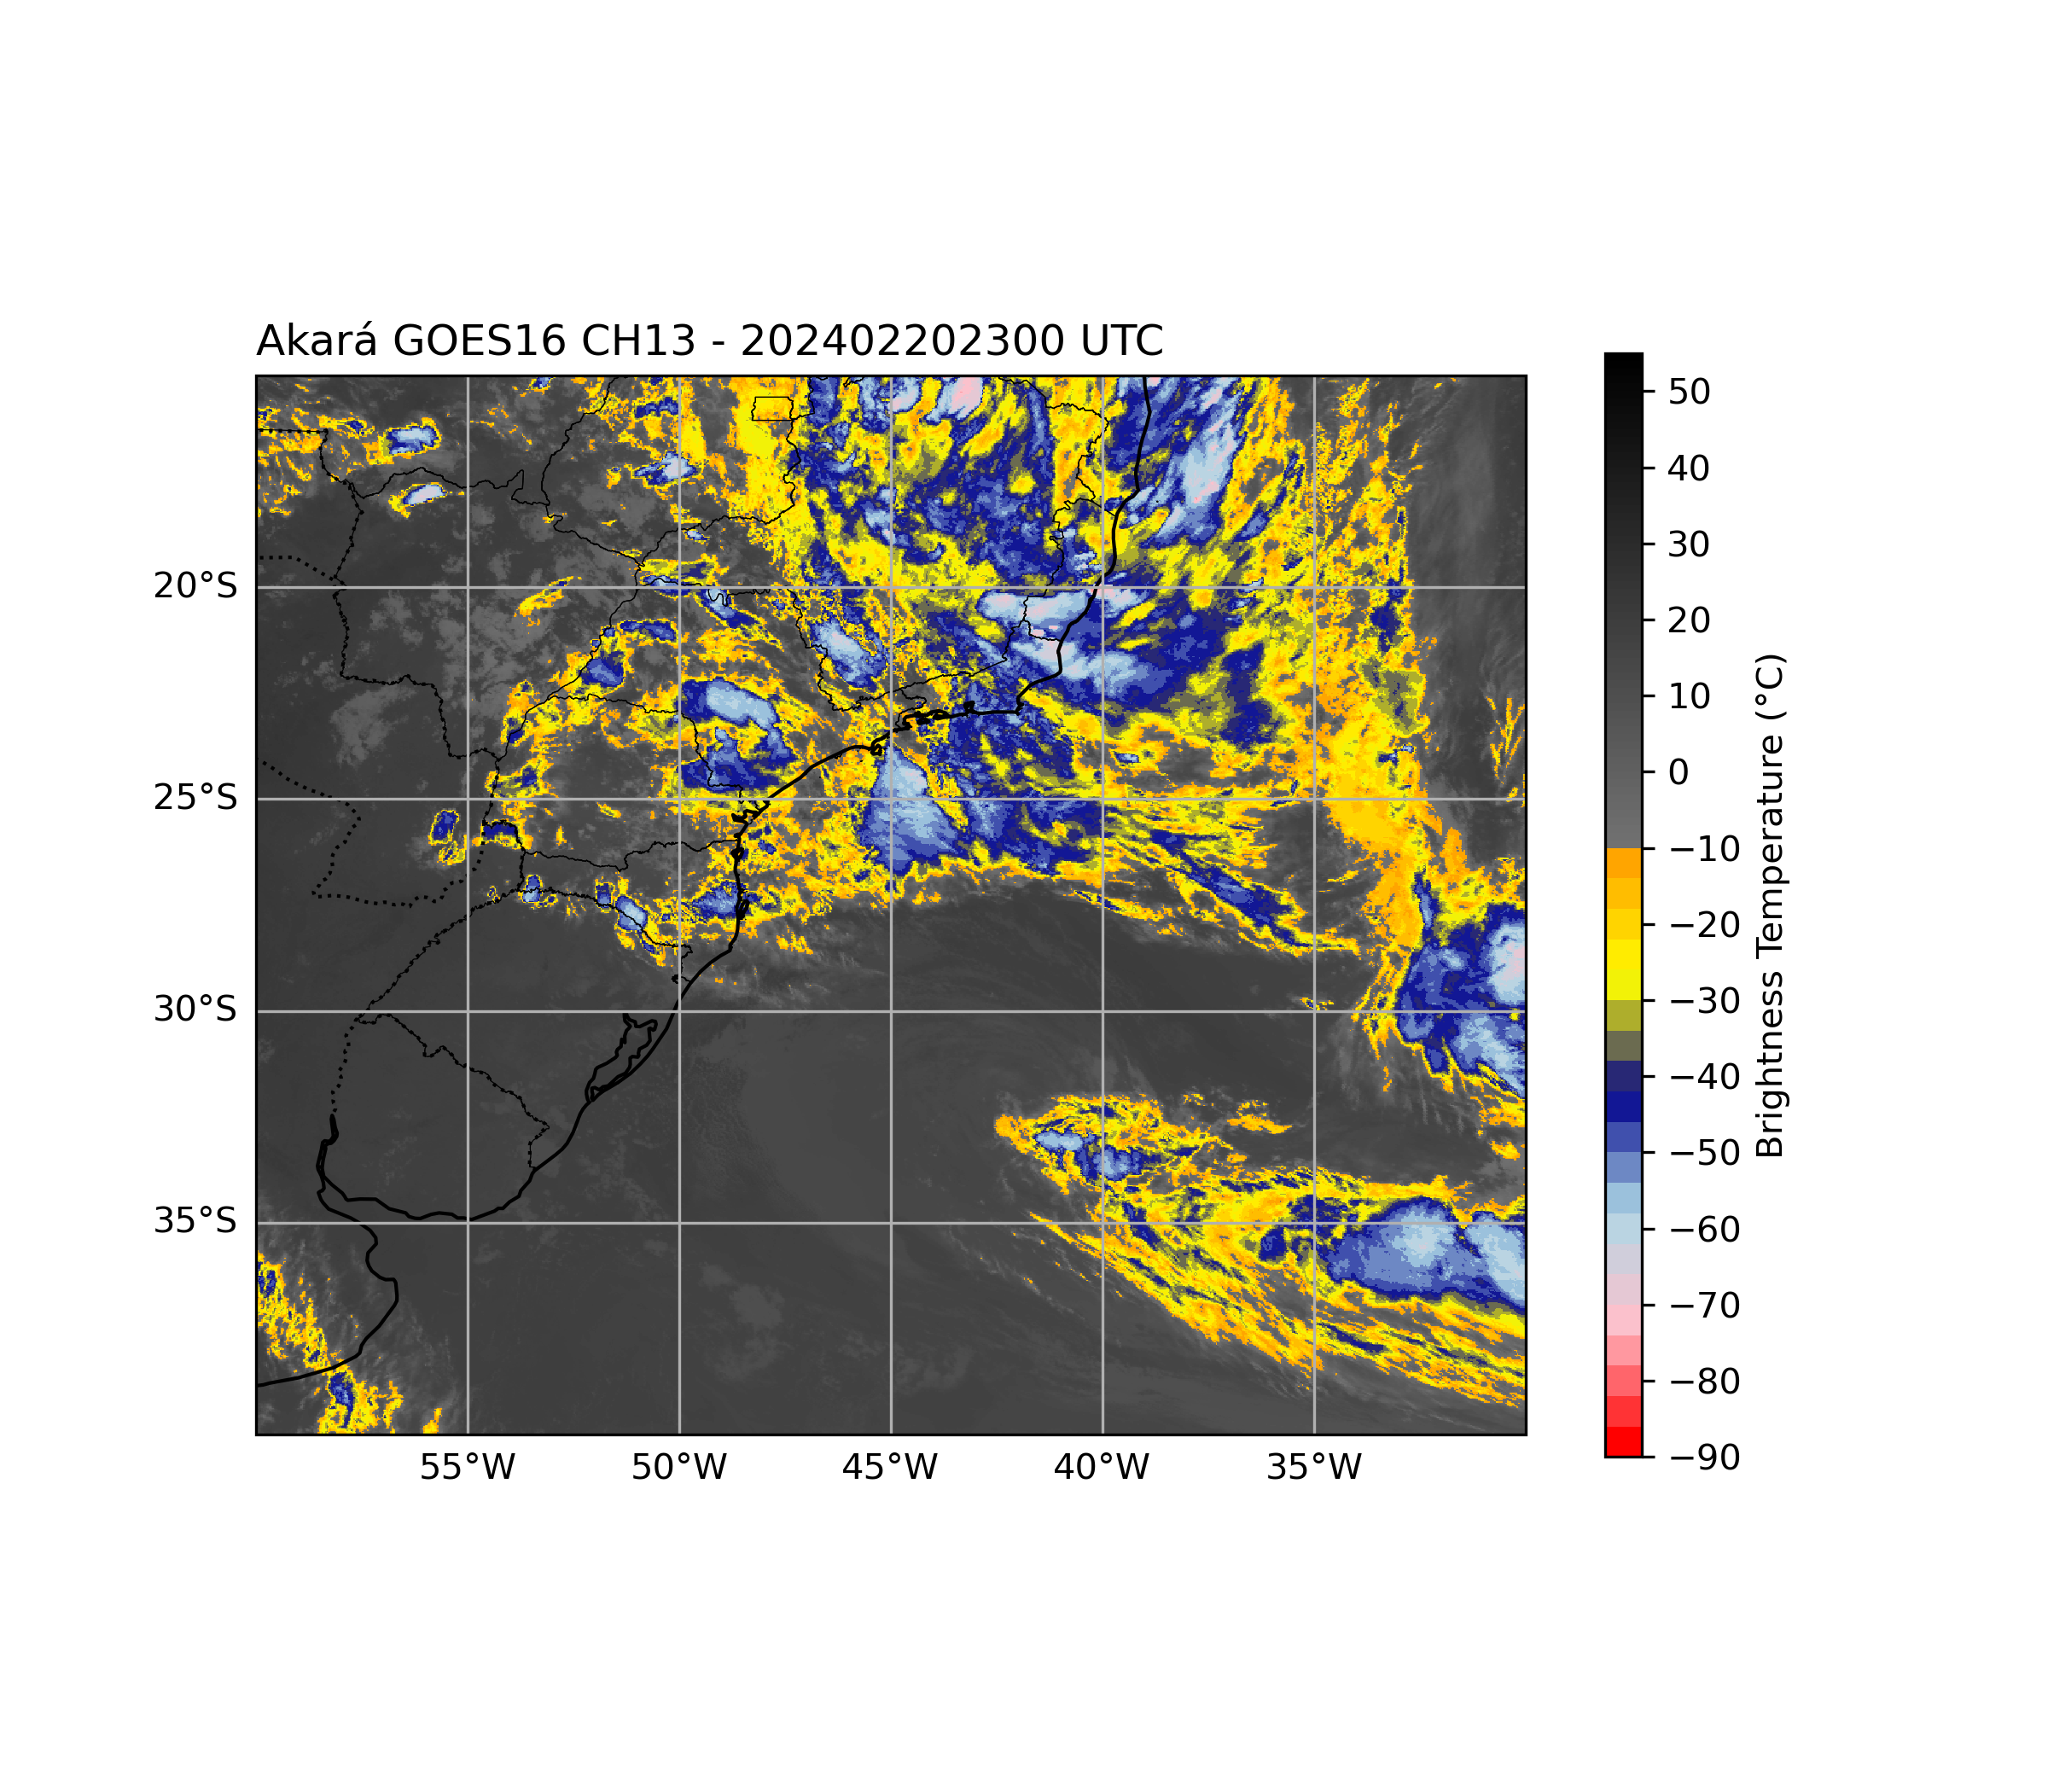 Akará GOES16 CH13 - 202402202300 UTC
20°S
25°S
30°S
35°S
55°W
50°W
45°W
40°W
35°W
50
40
30
20
10
0
−10
−20
−30
−40
−50
−60
−70
−80
−90
Brightness Temperature (°C)